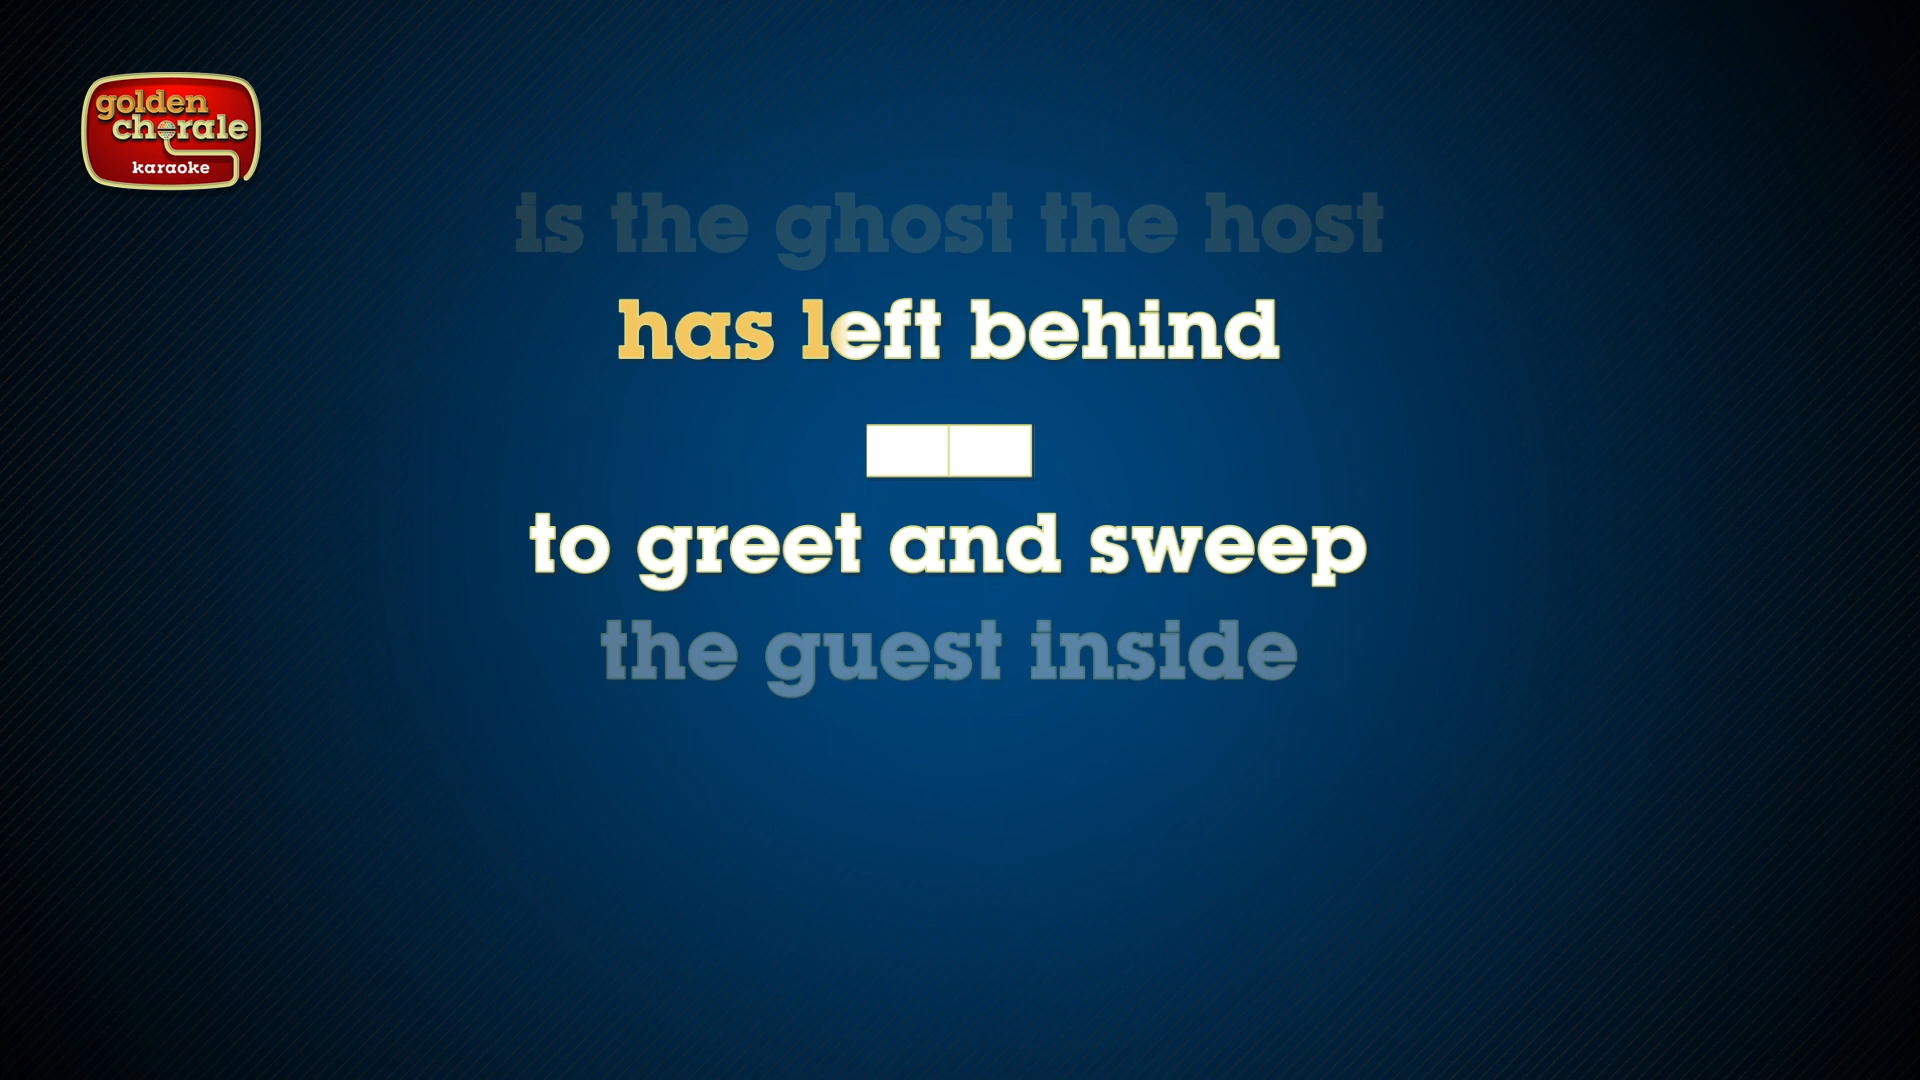 golden
chorale
karaoke
is the ghost the host
has left behind
to greet and sweep
the guest inside